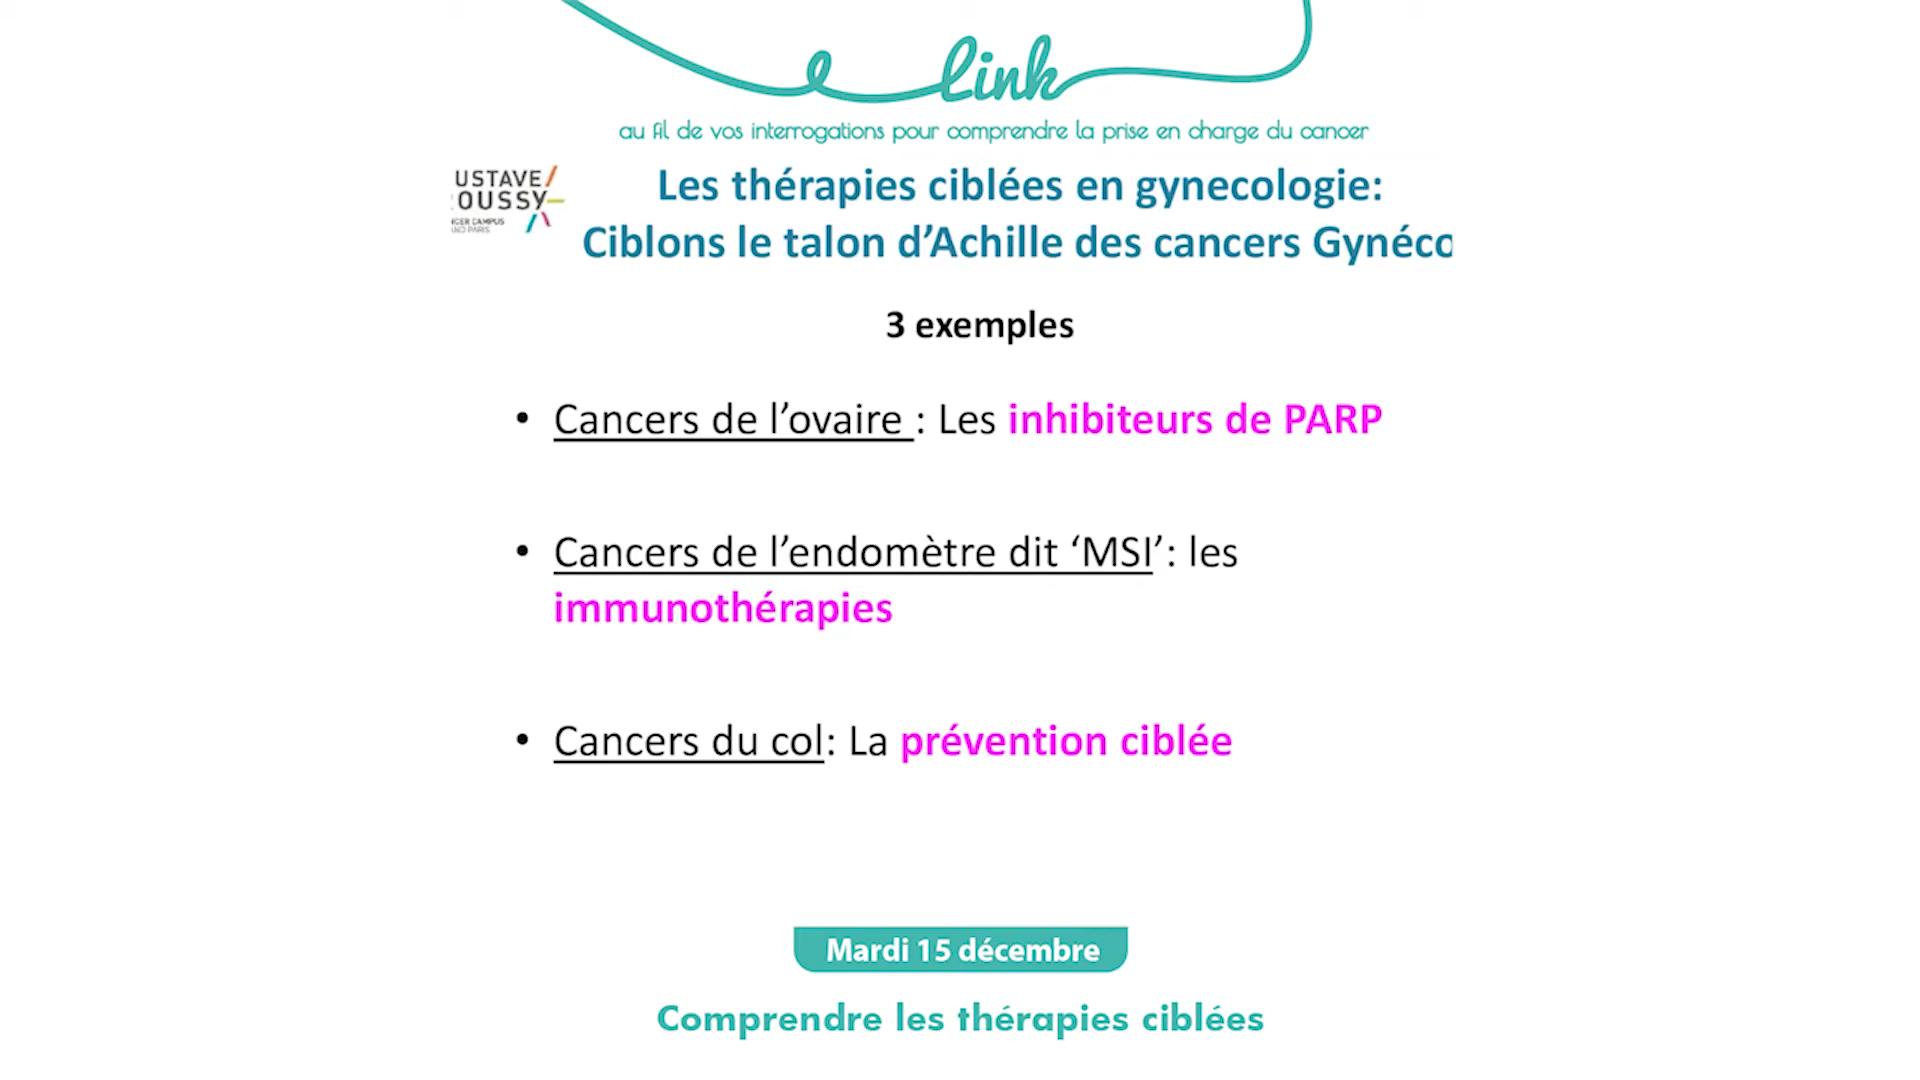 link
au fil de vos interrogations pour comprendre la prise en charge du cancer
USTAVE/
OUSSY
CER CAMPUS
PARIS
Les thérapies ciblées en gynecologie:
Ciblons le talon d’Achille des cancers Gynéco
3 exemples
• Cancers de l’ovaire : Les inhibiteurs de PARP
• Cancers de l’endomètre dit ‘MSI’: les
immunothérapies
• Cancers du col: La prévention ciblée
Mardi 15 décembre
Comprendre les thérapies ciblées